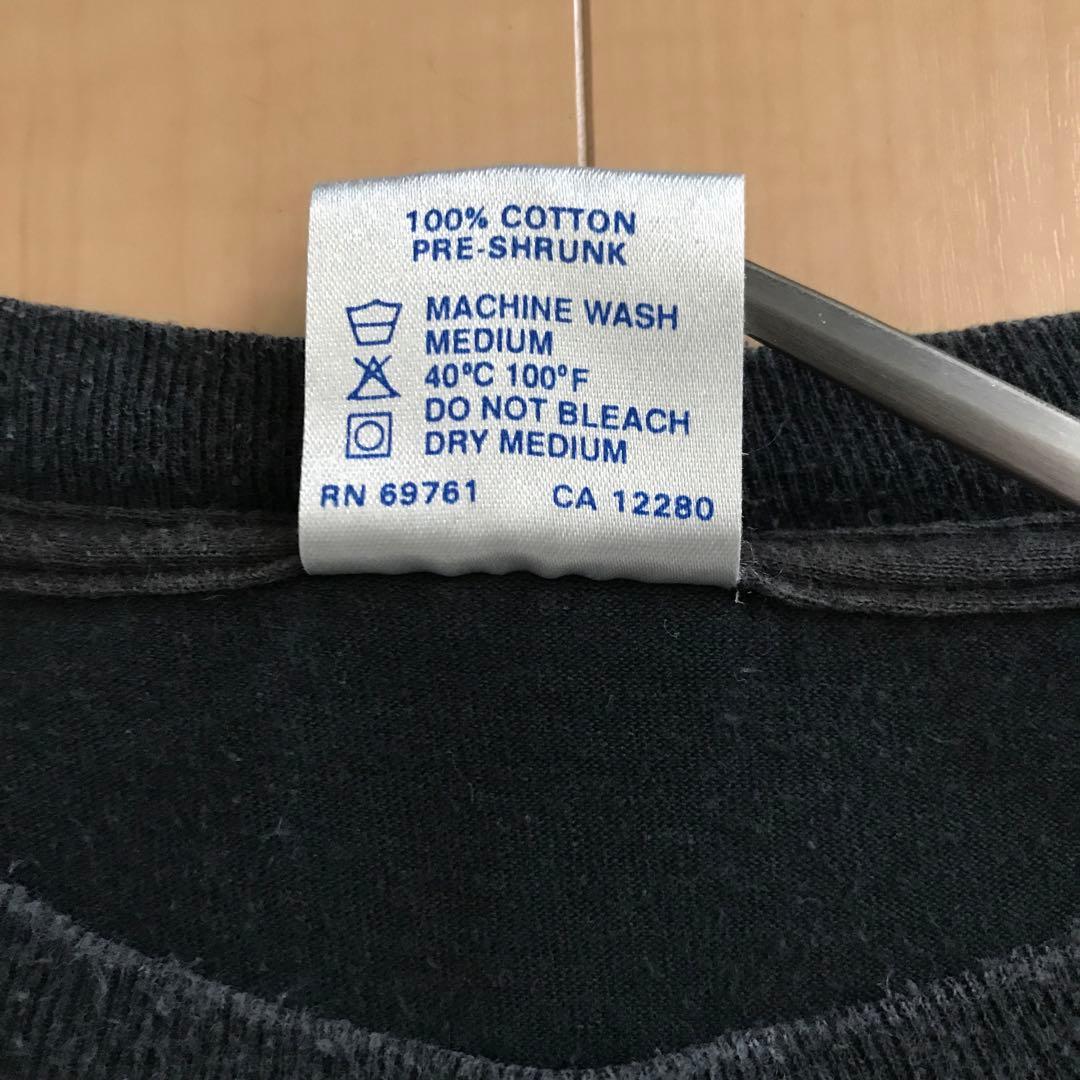 100% COTTON
PRE-SHRUNK
MACHINE WASH
MEDIUM
40°C 100°F
DO NOT BLEACH
DRY MEDIUM
RN 69761 CA 12280